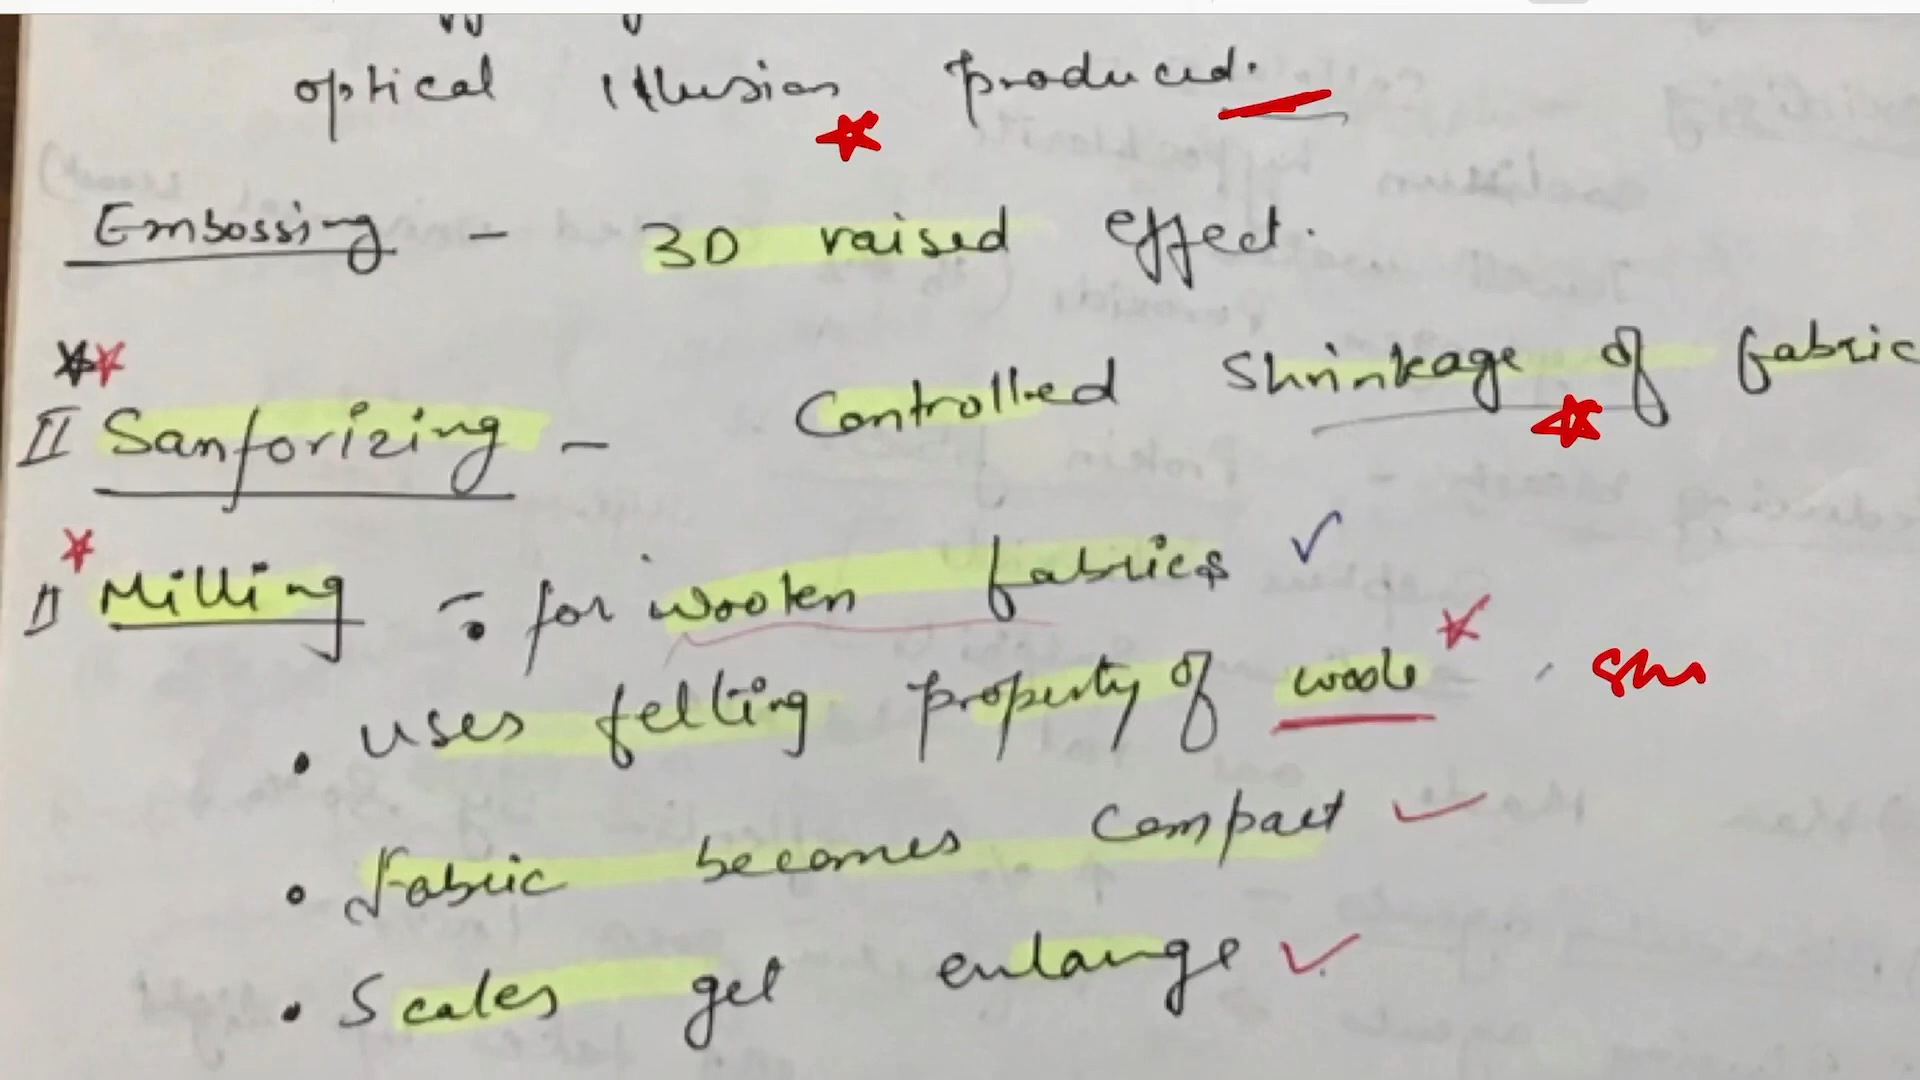 optical illusion produced.
Embossing - 3D raised effect.
II Sanforizing - Controlled Shrinkage of fabric
II Milling - for woolen fabrics
• uses felting property of wool
• Fabric becomes compact
• Scales get enlarge